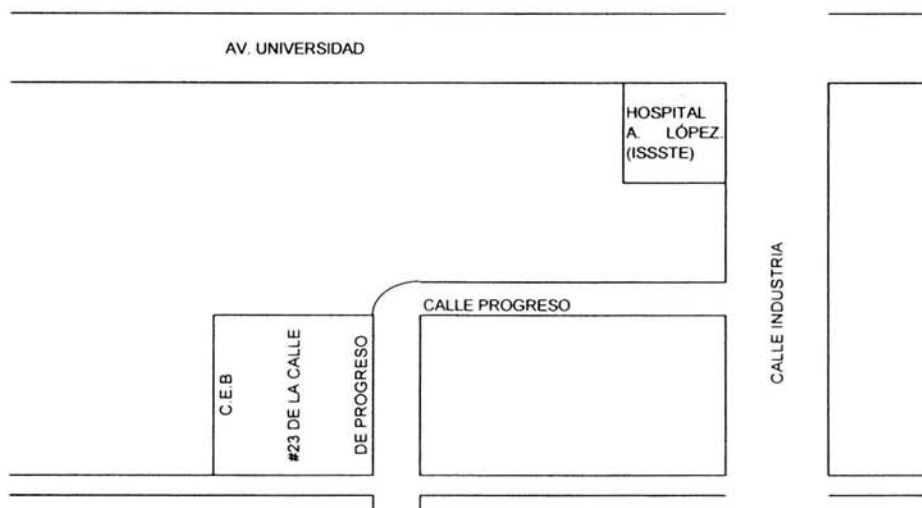 AV. UNIVERSIDAD
HOSPITAL
A. LÓPEZ.
(ISSSTE)
CALLE PROGRESO
CALLE INDUSTRIA
C.E.B
#23 DE LA CALLE
DE PROGRESO